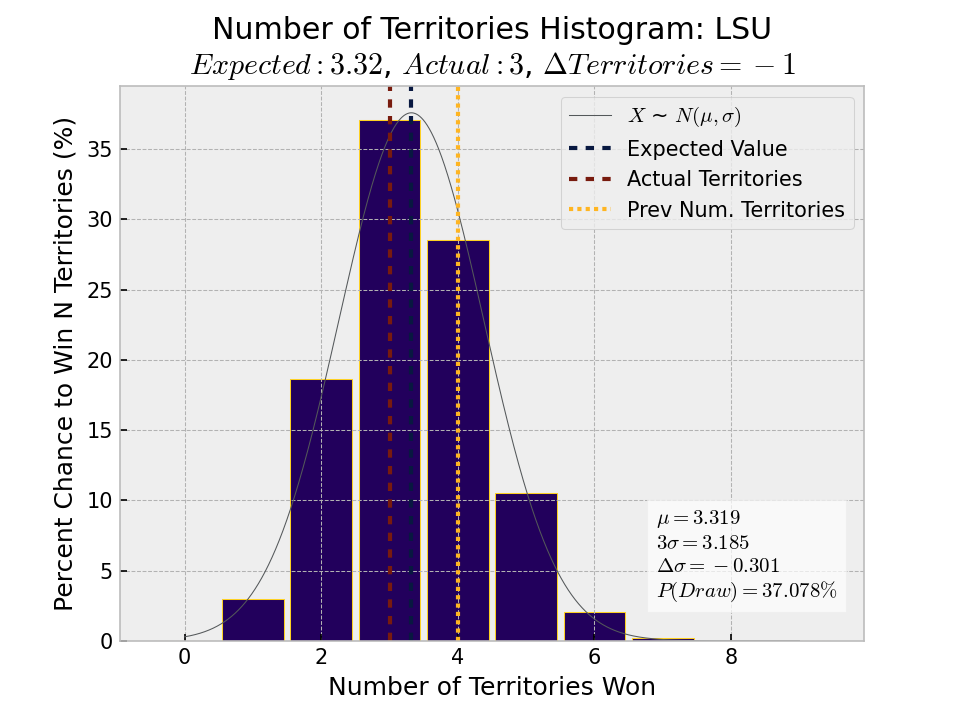 Number of Territories Histogram: LSU
Expected : 3.32, Actual : 3, ΔTerritories = −1
Percent Chance to Win N Territories (%)
35
30
25
20
15
10
5
0
X ~ N(μ, σ)
Expected Value
Actual Territories
Prev Num. Territories
μ = 3.319
3σ = 3.185
Δσ = −0.301
P(Draw) = 37.078%
0 2 4 6 8
Number of Territories Won